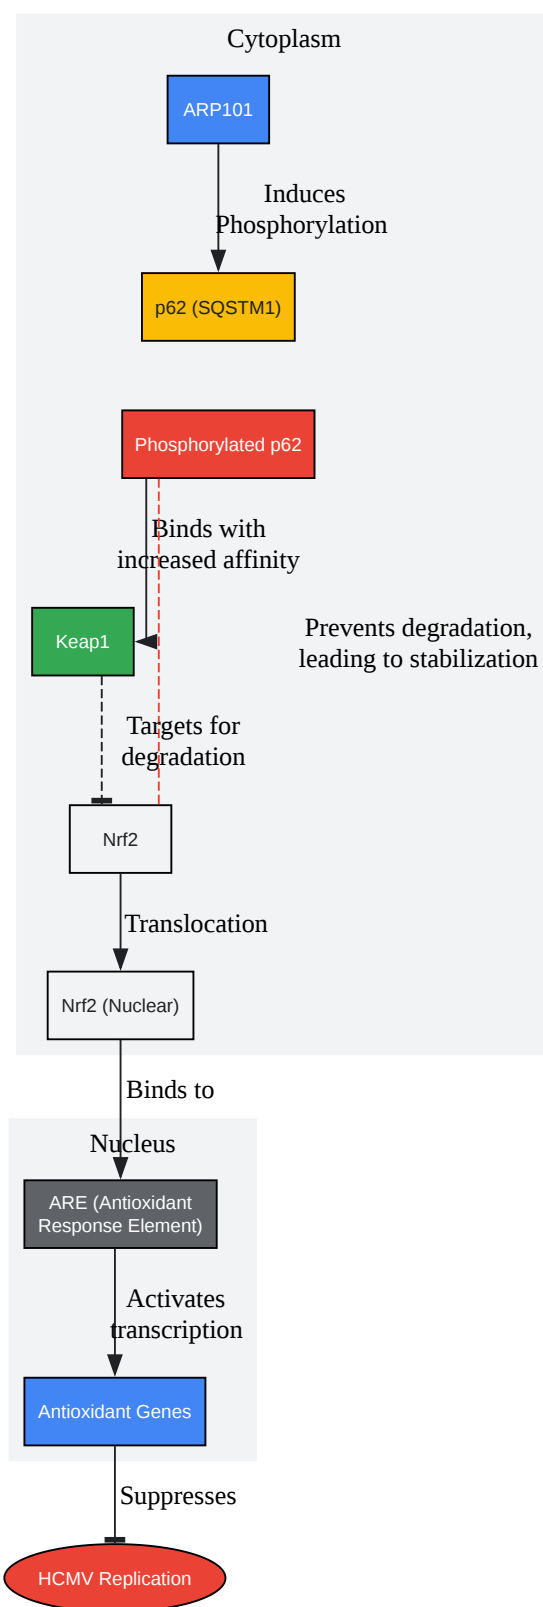 Cytoplasm
ARP101
Induces
Phosphorylation
p62 (SQSTM1)
Phosphorylated p62
Binds with
increased affinity
Prevents degradation,
leading to stabilization
Keap1
Targets for
degradation
Nrf2
Translocation
Nrf2 (Nuclear)
Binds to
Nucleus
ARE (Antioxidant
Response Element)
Activates
transcription
Antioxidant Genes
Suppresses
HCMV Replication